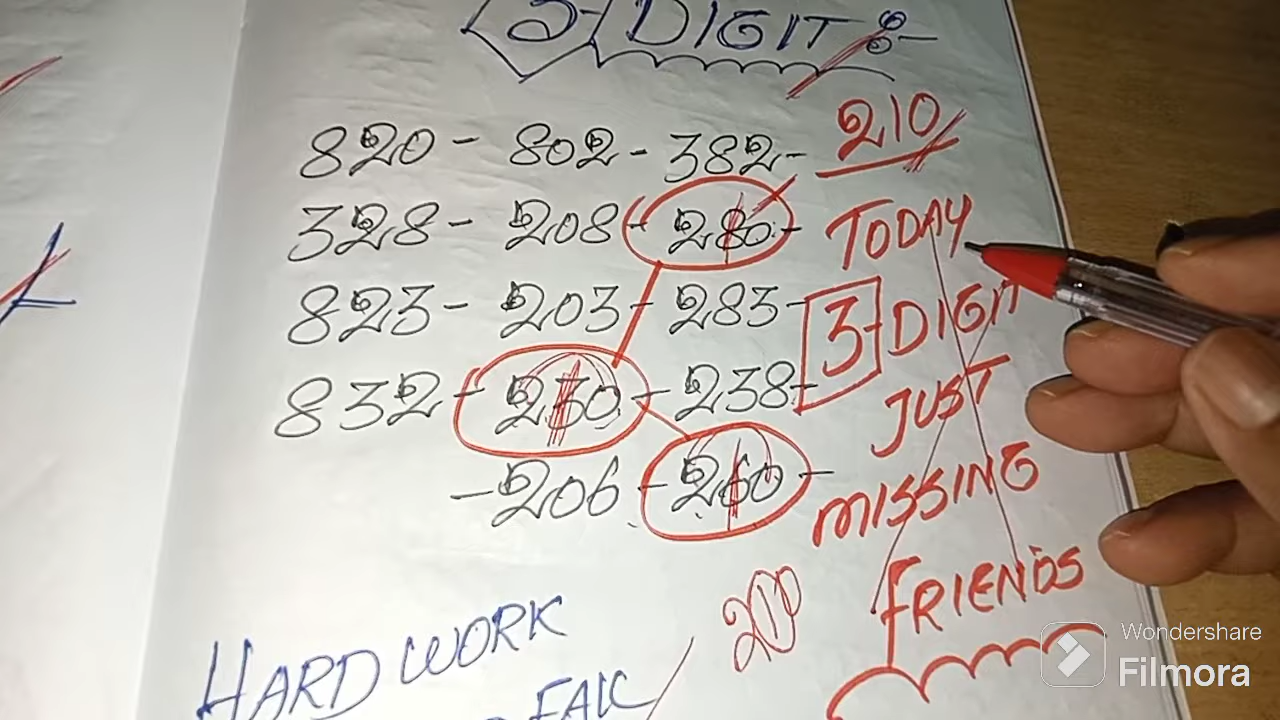 3-DIGIT :-
820 - 802 - 382 - 210
328 - 208 - 280 - TODAY
823 - 203 - 283 - 3-DIGIT
832 - 230 - 238 - JUST
- 206 - 260 - MISSING
210 FRIENDS
HARD WORK
Wondershare
Filmora